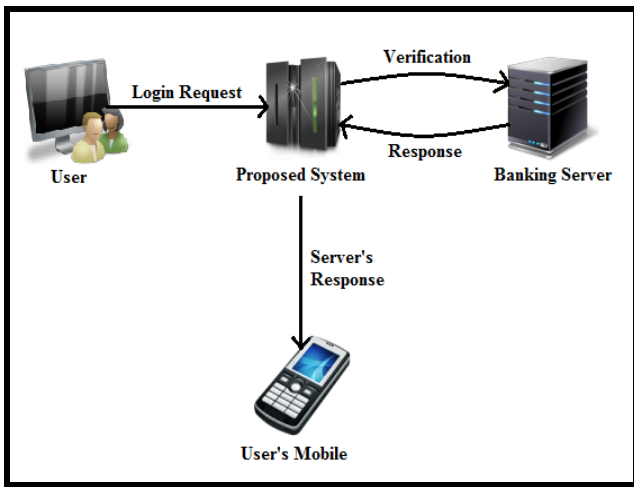 Verification
Login Request
Response
User
Proposed System
Banking Server
Server's
Response
User's Mobile